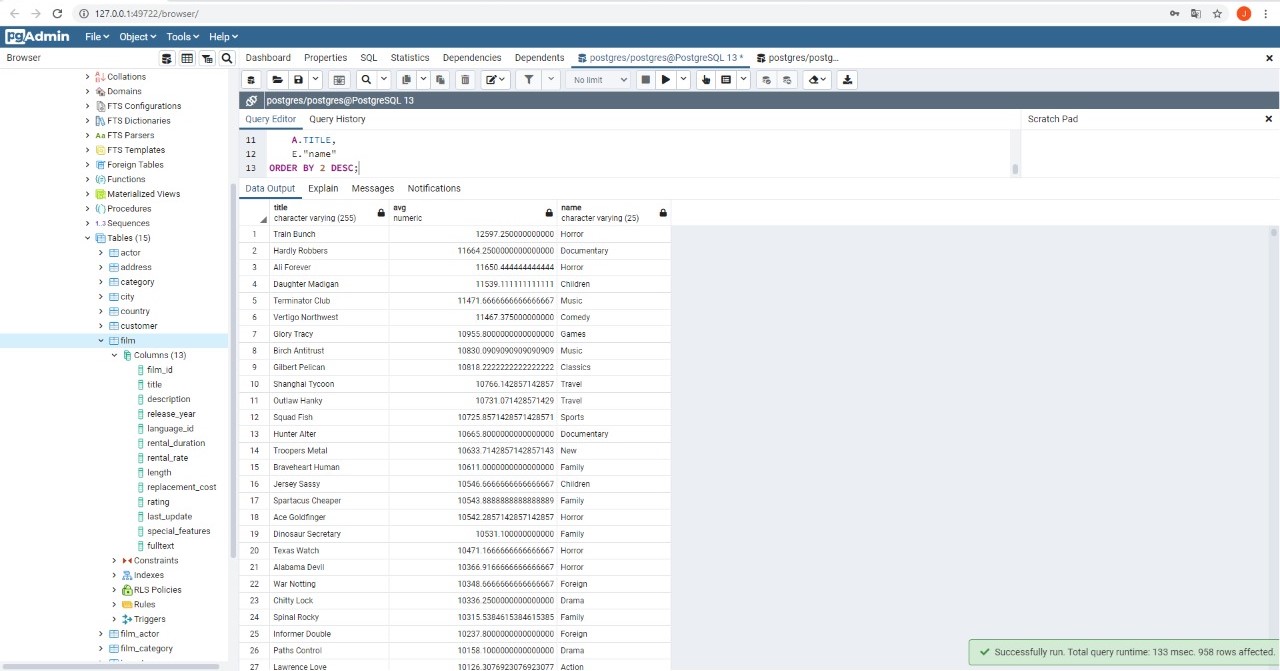 127.0.0.1:49722/browser/
J
pgAdmin File Object Tools Help
Browser
Dashboard Properties SQL Statistics Dependencies Dependents postgres/postgres@PostgreSQL 13 * postgres/postg...
No limit
postgres/postgres@PostgreSQL 13
Query Editor Query History
Scratch Pad
11 A.TITLE,
12 E."name"
13 ORDER BY 2 DESC;
Data Output Explain Messages Notifications
Collations
Domains
FTS Configurations
FTS Dictionaries
Aa FTS Parsers
FTS Templates
Foreign Tables
Functions
Materialized Views
Procedures
1..3 Sequences
Tables (15)
actor
address
category
city
country
customer
film
Columns (13)
film_id
title
description
release_year
language_id
rental_duration
rental_rate
length
replacement_cost
rating
last_update
special_features
fulltext
Constraints
Indexes
RLS Policies
Rules
Triggers
film_actor
film_category
title avg name
character varying (255) numeric character varying (25)
1 Train Bunch 12597.250000000000 Horror
2 Hardly Robbers 11664.2500000000000000 Documentary
3 Ali Forever 11650.444444444444 Horror
4 Daughter Madigan 11539.111111111111 Children
5 Terminator Club 11471.6666666666666667 Music
6 Vertigo Northwest 11467.375000000000 Comedy
7 Glory Tracy 10955.8000000000000000 Games
8 Birch Antitrust 10830.0909090909090909 Music
9 Gilbert Pelican 10818.2222222222222222 Classics
10 Shanghai Tycoon 10766.142857142857 Travel
11 Outlaw Hanky 10731.071428571429 Travel
12 Squad Fish 10725.8571428571428571 Sports
13 Hunter Alter 10665.8000000000000000 Documentary
14 Troopers Metal 10633.7142857142857143 New
15 Braveheart Human 10611.0000000000000000 Family
16 Jersey Sassy 10546.6666666666666667 Children
17 Spartacus Cheaper 10543.8888888888888889 Family
18 Ace Goldfinger 10542.2857142857142857 Horror
19 Dinosaur Secretary 10531.100000000000 Family
20 Texas Watch 10471.1666666666666667 Horror
21 Alabama Devil 10366.9166666666666667 Horror
22 War Notting 10348.6666666666666667 Foreign
23 Chitty Lock 10336.2500000000000000 Drama
24 Spinal Rocky 10315.5384615384615385 Family
25 Informer Double 10237.8000000000000000 Foreign
26 Paths Control 10158.1000000000000000 Drama
27 Lawrence Love 10126.3076923076923077 Action
Successfully run. Total query runtime: 133 msec. 958 rows affected.